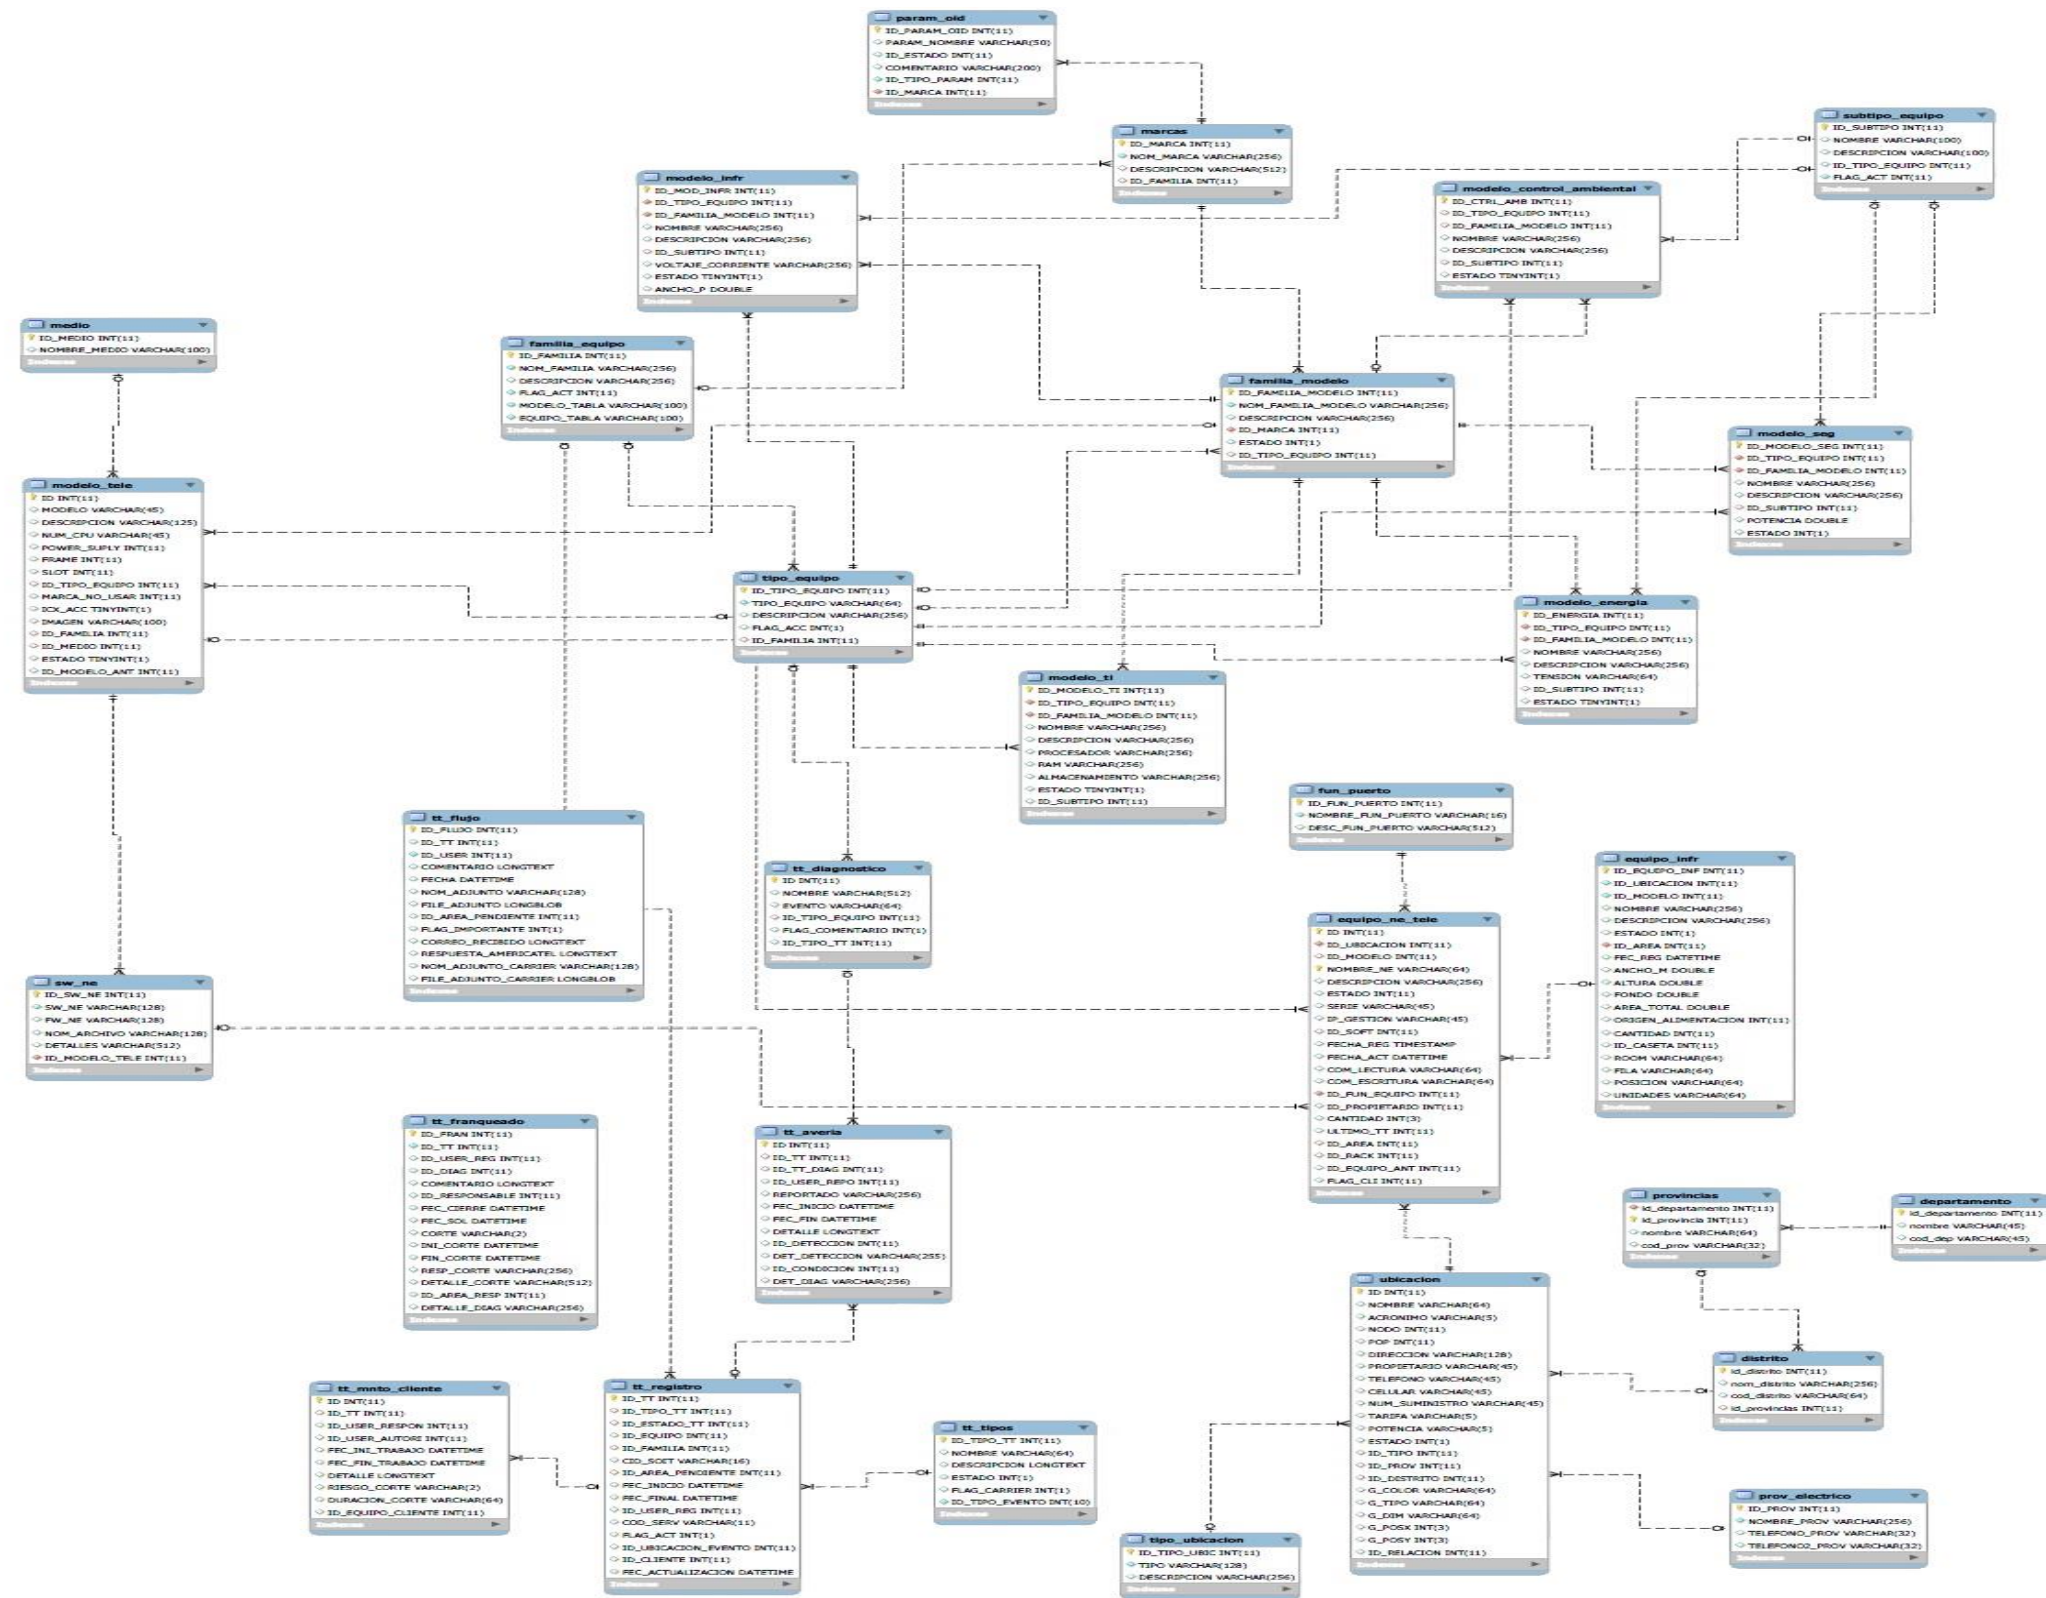 param_oid
ID_PARAM_OID INT(11)
PARAM_NOMBRE VARCHAR(50)
ID_ESTADO INT(11)
COMENTARIO VARCHAR(200)
ID_TIPO_PARAM INT(11)
ID_MARCA INT(11)
Indexes
marcas
ID_MARCA INT(11)
NOM_MARCA VARCHAR(256)
DESCRIPCION VARCHAR(512)
ID_FAMILIA INT(11)
Indexes
subtipo_equipo
ID_SUBTIPO INT(11)
NOMBRE VARCHAR(100)
DESCRIPCION VARCHAR(100)
ID_TIPO_EQUIPO INT(11)
FLAG_ACT INT(11)
Indexes
modelo_infr
ID_MOD_INFR INT(11)
ID_TIPO_EQUIPO INT(11)
ID_FAMILIA_MODELO INT(11)
NOMBRE VARCHAR(256)
DESCRIPCION VARCHAR(256)
ID_SUBTIPO INT(11)
VOLTAJE_CORRIENTE VARCHAR(256)
ESTADO TINYINT(1)
ANCHO_P DOUBLE
Indexes
modelo_control_ambiental
ID_CTRL_AMB INT(11)
ID_TIPO_EQUIPO INT(11)
ID_FAMILIA_MODELO INT(11)
NOMBRE VARCHAR(256)
DESCRIPCION VARCHAR(256)
ID_SUBTIPO INT(11)
ESTADO TINYINT(1)
Indexes
medio
ID_MEDIO INT(11)
NOMBRE_MEDIO VARCHAR(100)
Indexes
familia_equipo
ID_FAMILIA INT(11)
NOM_FAMILIA VARCHAR(256)
DESCRIPCION VARCHAR(256)
FLAG_ACT INT(11)
MODELO_TABLA VARCHAR(100)
EQUIPO_TABLA VARCHAR(100)
Indexes
familia_modelo
ID_FAMILIA_MODELO INT(11)
NOM_FAMILIA_MODELO VARCHAR(256)
DESCRIPCION VARCHAR(256)
ID_MARCA INT(11)
ESTADO INT(1)
ID_TIPO_EQUIPO INT(11)
Indexes
modelo_seg
ID_MODELO_SEG INT(11)
ID_TIPO_EQUIPO INT(11)
ID_FAMILIA_MODELO INT(11)
NOMBRE VARCHAR(256)
DESCRIPCION VARCHAR(256)
ID_SUBTIPO INT(11)
POTENCIA DOUBLE
ESTADO INT(1)
Indexes
modelo_tele
ID INT(11)
MODELO VARCHAR(45)
DESCRIPCION VARCHAR(125)
NUM_CPU VARCHAR(45)
POWER_SUPLY INT(11)
FRAME INT(11)
SLOT INT(11)
ID_TIPO_EQUIPO INT(11)
MARCA_NO_USAR INT(11)
ICX_ACC TINYINT(1)
IMAGEN VARCHAR(100)
ID_FAMILIA INT(11)
ID_MEDIO INT(11)
ESTADO TINYINT(1)
ID_MODELO_ANT INT(11)
Indexes
tipo_equipo
ID_TIPO_EQUIPO INT(11)
TIPO_EQUIPO VARCHAR(64)
DESCRIPCION VARCHAR(256)
FLAG_ACC INT(1)
ID_FAMILIA INT(11)
Indexes
modelo_energia
ID_ENERGIA INT(11)
ID_TIPO_EQUIPO INT(11)
ID_FAMILIA_MODELO INT(11)
NOMBRE VARCHAR(256)
DESCRIPCION VARCHAR(256)
TENSION VARCHAR(64)
ID_SUBTIPO INT(11)
ESTADO TINYINT(1)
Indexes
modelo_ti
ID_MODELO_TI INT(11)
ID_TIPO_EQUIPO INT(11)
ID_FAMILIA_MODELO INT(11)
NOMBRE VARCHAR(256)
DESCRIPCION VARCHAR(256)
PROCESADOR VARCHAR(256)
RAM VARCHAR(256)
ALMACENAMIENTO VARCHAR(256)
ESTADO TINYINT(1)
ID_SUBTIPO INT(11)
Indexes
fun_puerto
ID_FUN_PUERTO INT(11)
NOMBRE_FUN_PUERTO VARCHAR(16)
DESC_FUN_PUERTO VARCHAR(512)
Indexes
tt_flujo
ID_FLUJO INT(11)
ID_TT INT(11)
ID_USER INT(11)
COMENTARIO LONGTEXT
FECHA DATETIME
NOM_ADJUNTO VARCHAR(128)
FILE_ADJUNTO LONGBLOB
ID_AREA_PENDIENTE INT(11)
FLAG_IMPORTANTE INT(1)
CORREO_RECIBIDO LONGTEXT
RESPUESTA_AMERICATEL LONGTEXT
NOM_ADJUNTO_CARRIER VARCHAR(128)
FILE_ADJUNTO_CARRIER LONGBLOB
Indexes
tt_diagnostico
ID INT(11)
NOMBRE VARCHAR(512)
EVENTO VARCHAR(64)
ID_TIPO_EQUIPO INT(11)
FLAG_COMENTARIO INT(1)
ID_TIPO_TT INT(11)
Indexes
equipo_infr
ID_EQUIPO_INF INT(11)
ID_UBICACION INT(11)
ID_MODELO INT(11)
NOMBRE VARCHAR(256)
DESCRIPCION VARCHAR(256)
ESTADO INT(1)
ID_AREA INT(11)
FEC_REG DATETIME
ANCHO_M DOUBLE
ALTURA DOUBLE
FONDO DOUBLE
AREA_TOTAL DOUBLE
ORIGEN_ALIMENTACION INT(11)
CANTIDAD INT(11)
ID_CASETA INT(11)
ROOM VARCHAR(64)
FILA VARCHAR(64)
POSICION VARCHAR(64)
UNIDADES VARCHAR(64)
Indexes
equipo_ne_tele
ID INT(11)
ID_UBICACION INT(11)
ID_MODELO INT(11)
NOMBRE_NE VARCHAR(64)
DESCRIPCION VARCHAR(256)
ESTADO INT(11)
SERIE VARCHAR(45)
IP_GESTION VARCHAR(45)
ID_SOFT INT(11)
FECHA_REG TIMESTAMP
FECHA_ACT DATETIME
COM_LECTURA VARCHAR(64)
COM_ESCRITURA VARCHAR(64)
ID_FUN_EQUIPO INT(11)
ID_PROPIETARIO INT(11)
CANTIDAD INT(3)
ULTIMO_TT INT(11)
ID_AREA INT(11)
ID_RACK INT(11)
ID_EQUIPO_ANT INT(11)
FLAG_CLI INT(11)
Indexes
sw_ne
ID_SW_NE INT(11)
SW_NE VARCHAR(128)
FW_NE VARCHAR(128)
NOM_ARCHIVO VARCHAR(128)
DETALLES VARCHAR(512)
ID_MODELO_TELE INT(11)
Indexes
tt_franqueado
ID_FRAN INT(11)
ID_TT INT(11)
ID_USER_REG INT(11)
ID_DIAG INT(11)
COMENTARIO LONGTEXT
ID_RESPONSABLE INT(11)
FEC_CIERRE DATETIME
FEC_SOL DATETIME
CORTE VARCHAR(2)
INI_CORTE DATETIME
FIN_CORTE DATETIME
RESP_CORTE VARCHAR(256)
DETALLE_CORTE VARCHAR(512)
ID_AREA_RESP INT(11)
DETALLE_DIAG VARCHAR(256)
Indexes
tt_averia
ID INT(11)
ID_TT INT(11)
ID_TT_DIAG INT(11)
ID_USER_REPO INT(11)
REPORTADO VARCHAR(256)
FEC_INICIO DATETIME
FEC_FIN DATETIME
DETALLE LONGTEXT
ID_DETECCION INT(11)
DET_DETECCION VARCHAR(255)
ID_CONDICION INT(11)
DET_DIAG VARCHAR(256)
Indexes
provincias
id_departamento INT(11)
id_provincia INT(11)
nombre VARCHAR(64)
cod_prov VARCHAR(32)
Indexes
departamento
id_departamento INT(11)
nombre VARCHAR(45)
cod_dep VARCHAR(45)
Indexes
ubicacion
ID INT(11)
NOMBRE VARCHAR(64)
ACRONIMO VARCHAR(5)
NODO INT(11)
POP INT(11)
DIRECCION VARCHAR(128)
PROPIETARIO VARCHAR(45)
TELEFONO VARCHAR(45)
CELULAR VARCHAR(45)
NUM_SUMINISTRO VARCHAR(45)
TARIFA VARCHAR(5)
POTENCIA VARCHAR(5)
ESTADO INT(1)
ID_TIPO INT(11)
ID_PROV INT(11)
ID_DISTRITO INT(11)
G_COLOR VARCHAR(64)
G_TIPO VARCHAR(64)
G_DIM VARCHAR(64)
G_POSX INT(3)
G_POSY INT(3)
ID_RELACION INT(11)
Indexes
distrito
id_distrito INT(11)
nom_distrito VARCHAR(256)
cod_distrito VARCHAR(64)
id_provincias INT(11)
Indexes
tt_mnto_cliente
ID INT(11)
ID_TT INT(11)
ID_USER_RESPON INT(11)
ID_USER_AUTORI INT(11)
FEC_INI_TRABAJO DATETIME
FEC_FIN_TRABAJO DATETIME
DETALLE LONGTEXT
RIESGO_CORTE VARCHAR(2)
DURACION_CORTE VARCHAR(64)
ID_EQUIPO_CLIENTE INT(11)
Indexes
tt_registro
ID_TT INT(11)
ID_TIPO_TT INT(11)
ID_ESTADO_TT INT(11)
ID_EQUIPO INT(11)
ID_FAMILIA INT(11)
CID_SOIT VARCHAR(16)
ID_AREA_PENDIENTE INT(11)
FEC_INICIO DATETIME
FEC_FINAL DATETIME
ID_USER_REG INT(11)
COD_SERV VARCHAR(11)
FLAG_ACT INT(1)
ID_UBICACION_EVENTO INT(11)
ID_CLIENTE INT(11)
FEC_ACTUALIZACION DATETIME
Indexes
tt_tipos
ID_TIPO_TT INT(11)
NOMBRE VARCHAR(64)
DESCRIPCION LONGTEXT
ESTADO INT(1)
FLAG_CARRIER INT(1)
ID_TIPO_EVENTO INT(10)
Indexes
prov_electrico
ID_PROV INT(11)
NOMBRE_PROV VARCHAR(256)
TELEFONO_PROV VARCHAR(32)
TELEFONO2_PROV VARCHAR(32)
Indexes
tipo_ubicacion
ID_TIPO_UBIC INT(11)
TIPO VARCHAR(128)
DESCRIPCION VARCHAR(256)
Indexes